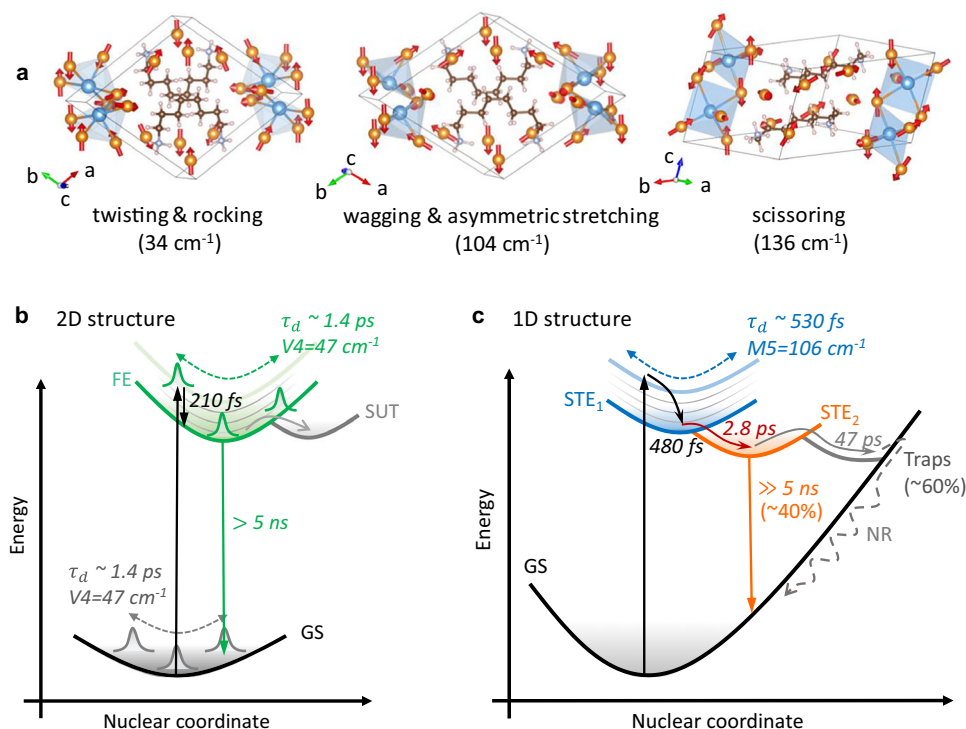 a
b a c
b c a
b c a
twisting & rocking
(34 cm⁻¹)
wagging & asymmetric stretching
(104 cm⁻¹)
scissoring
(136 cm⁻¹)
b 2D structure
τ_d ~ 1.4 ps
V4=47 cm⁻¹
FE
210 fs
SUT
> 5 ns
τ_d ~ 1.4 ps
V4=47 cm⁻¹
GS
Energy
Nuclear coordinate
c 1D structure
τ_d ~ 530 fs
M5=106 cm⁻¹
STE₁
STE₂
480 fs
2.8 ps
47 ps
Traps
(~60%)
≫ 5 ns
(~40%)
NR
GS
Energy
Nuclear coordinate